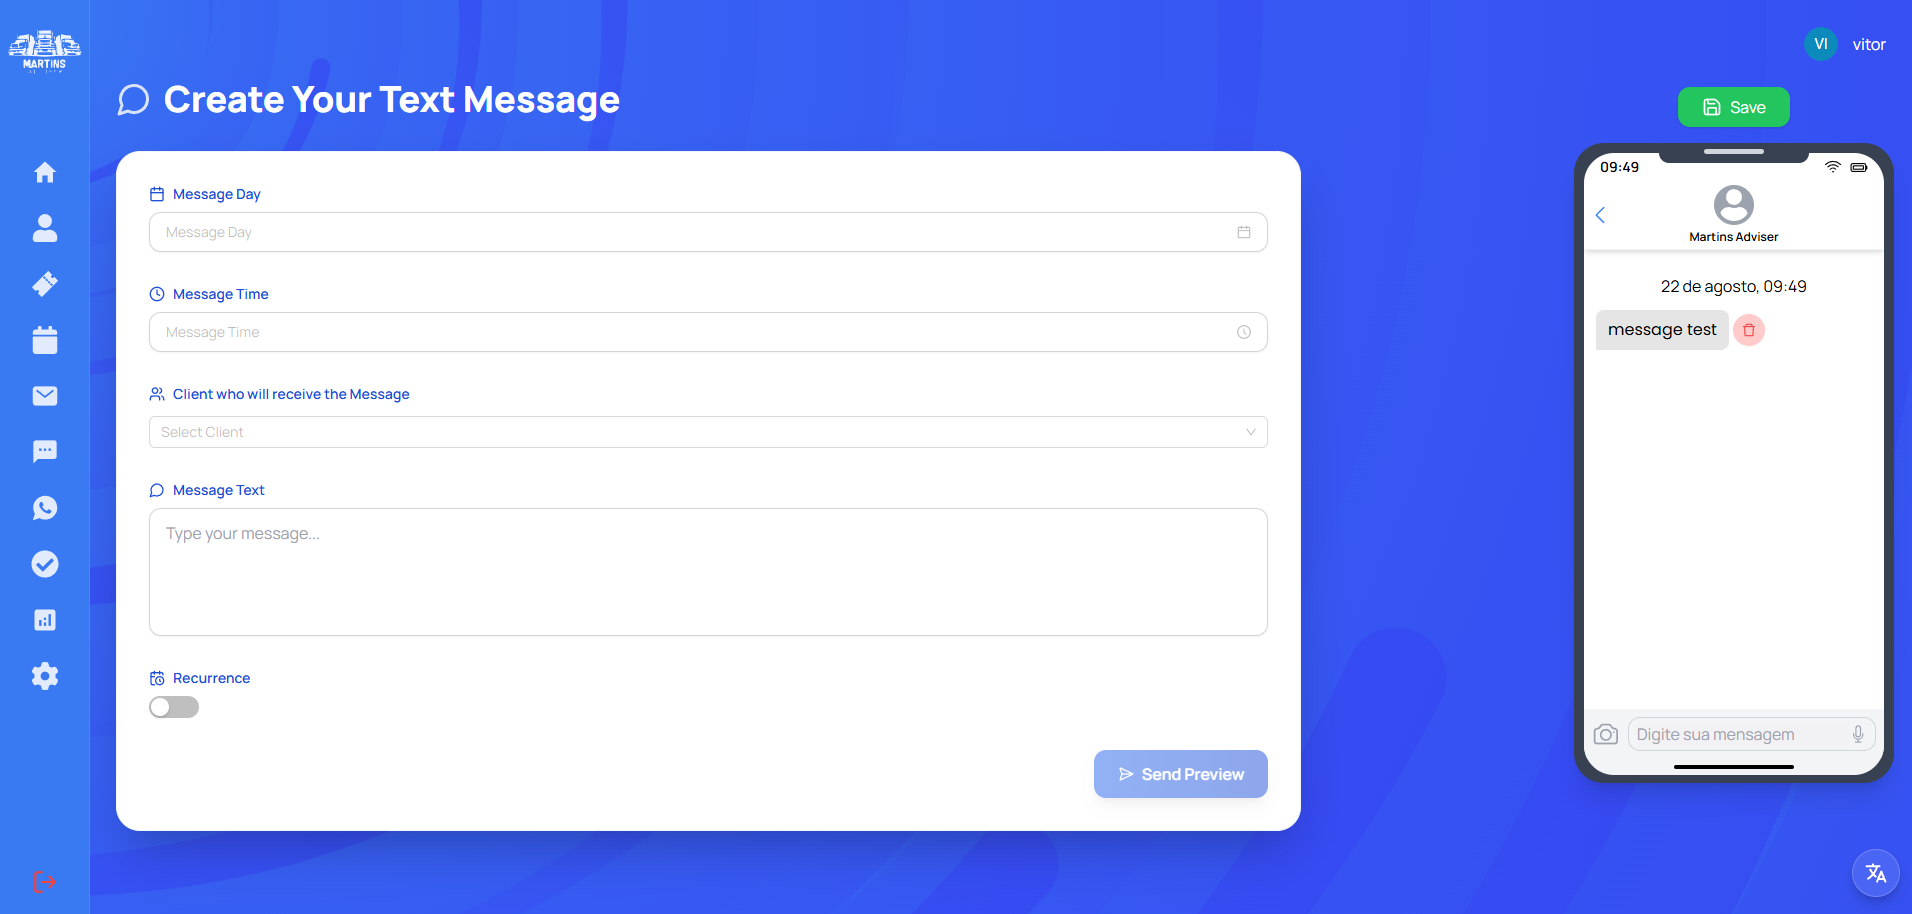 MARTINS
VI
vitor
Create Your Text Message
Save
Message Day
Message Day
Message Time
Message Time
Client who will receive the Message
Select Client
Message Text
Type your message...
Recurrence
Send Preview
09:49
Martins Adviser
22 de agosto, 09:49
message test
Digite sua mensagem